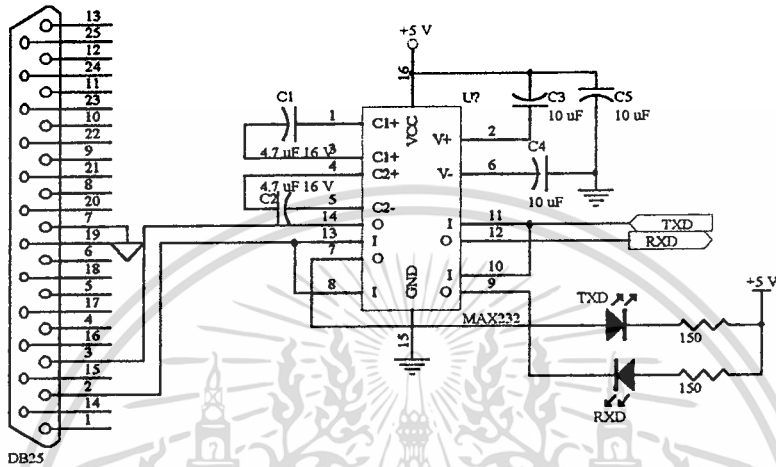 13
25
12
24
11
23
10
22
9
21
8
20
7
19
6
18
5
17
4
16
3
15
2
14
1
DB25
+5 V
16
U?
C1
1
C1+
VCC
3
C1+
4.7 uF 16 V
4
C2+
4.7 uF 16 V
C2
5
C2-
14
O
13
I
7
O
8
I
GND
15
V+
2
V-
6
C3
10 uF
C5
10 uF
C4
10 uF
I
11
TXD
O
12
RXD
I
10
O
9
MAX232
TXD
150
+5 V
RXD
150